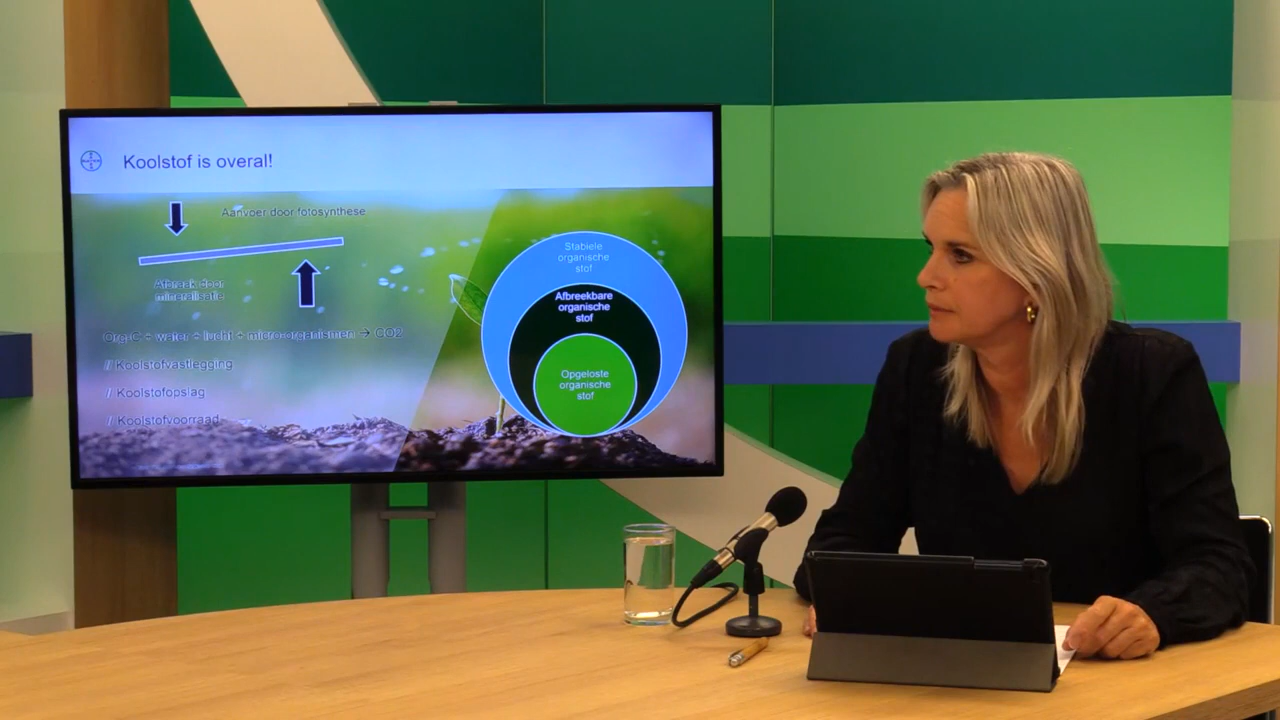 BAYER
Koolstof is overal!
Aanvoer door fotosynthese
Afbraak door
mineralisatie
Org.C + water + lucht + micro-organismen → CO2
// Koolstofvastlegging
// Koolstofopslag
// Koolstofvoorraad
Stabiele
organische
stof
Afbreekbare
organische
stof
Opgeloste
organische
stof